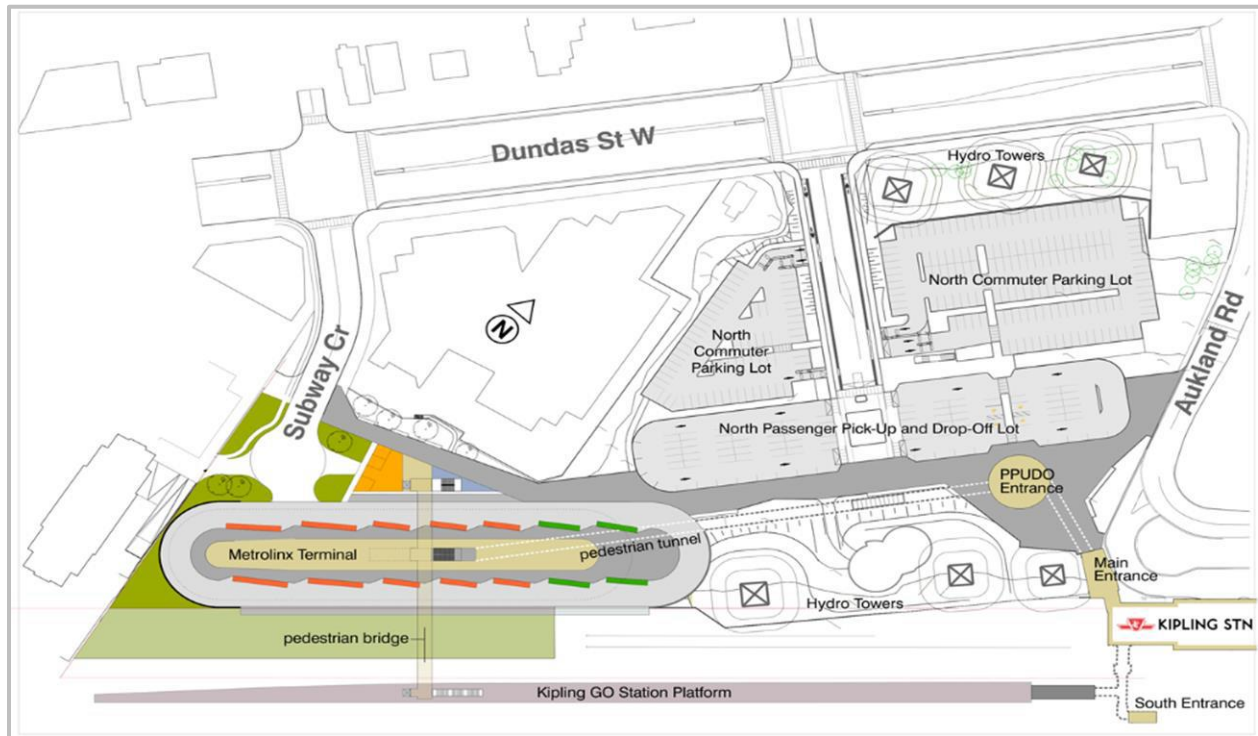 Dundas St W
Hydro Towers
North Commuter Parking Lot
N
North
Commuter
Parking Lot
Subway Cr
Aukland Rd
North Passenger Pick-Up and Drop-Off Lot
PPUDO
Entrance
Metrolinx Terminal
pedestrian tunnel
Main
Entrance
Hydro Towers
KIPLING STN
pedestrian bridge
Kipling GO Station Platform
South Entrance